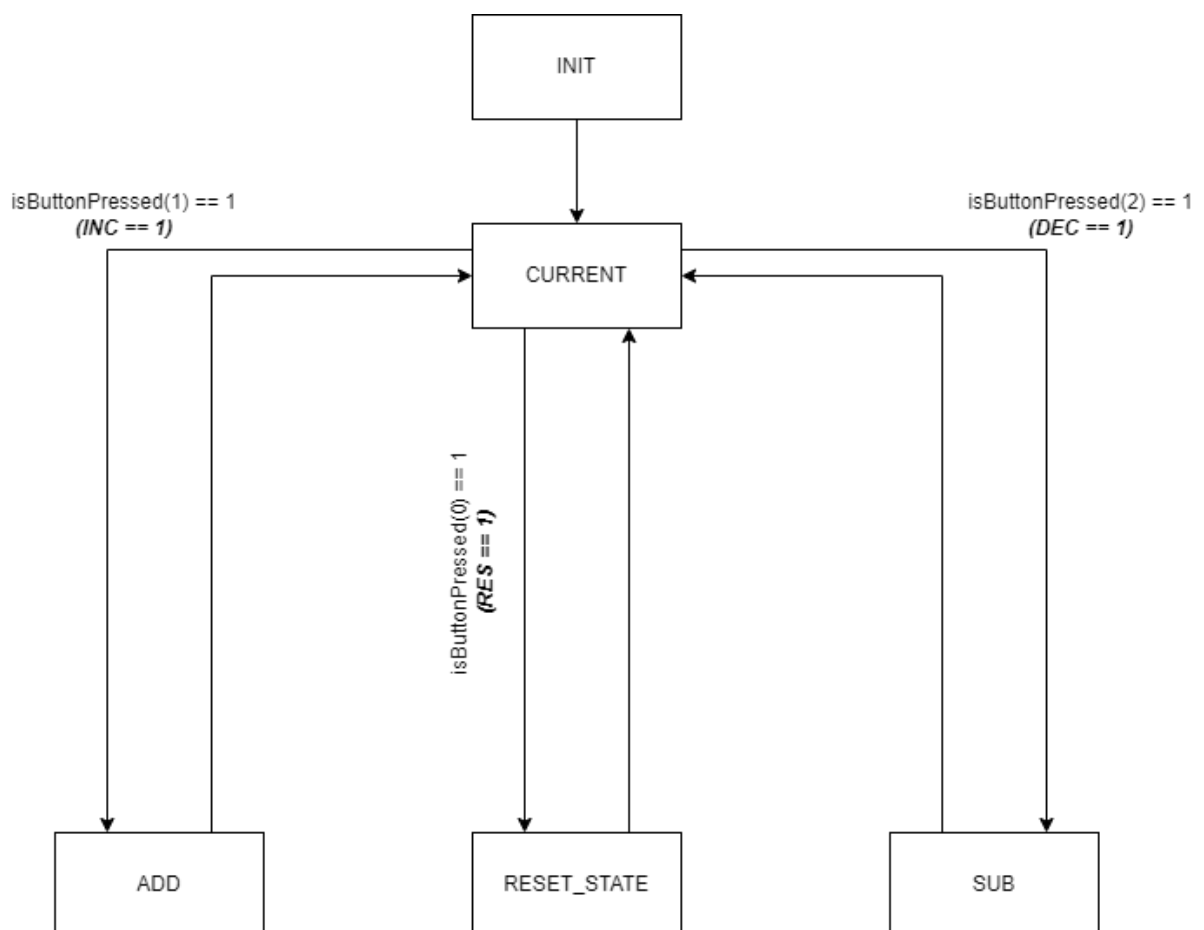 INIT
isButtonPressed(1) == 1
(INC == 1)
isButtonPressed(2) == 1
(DEC == 1)
CURRENT
isButtonPressed(0) == 1
(RES == 1)
ADD
RESET_STATE
SUB